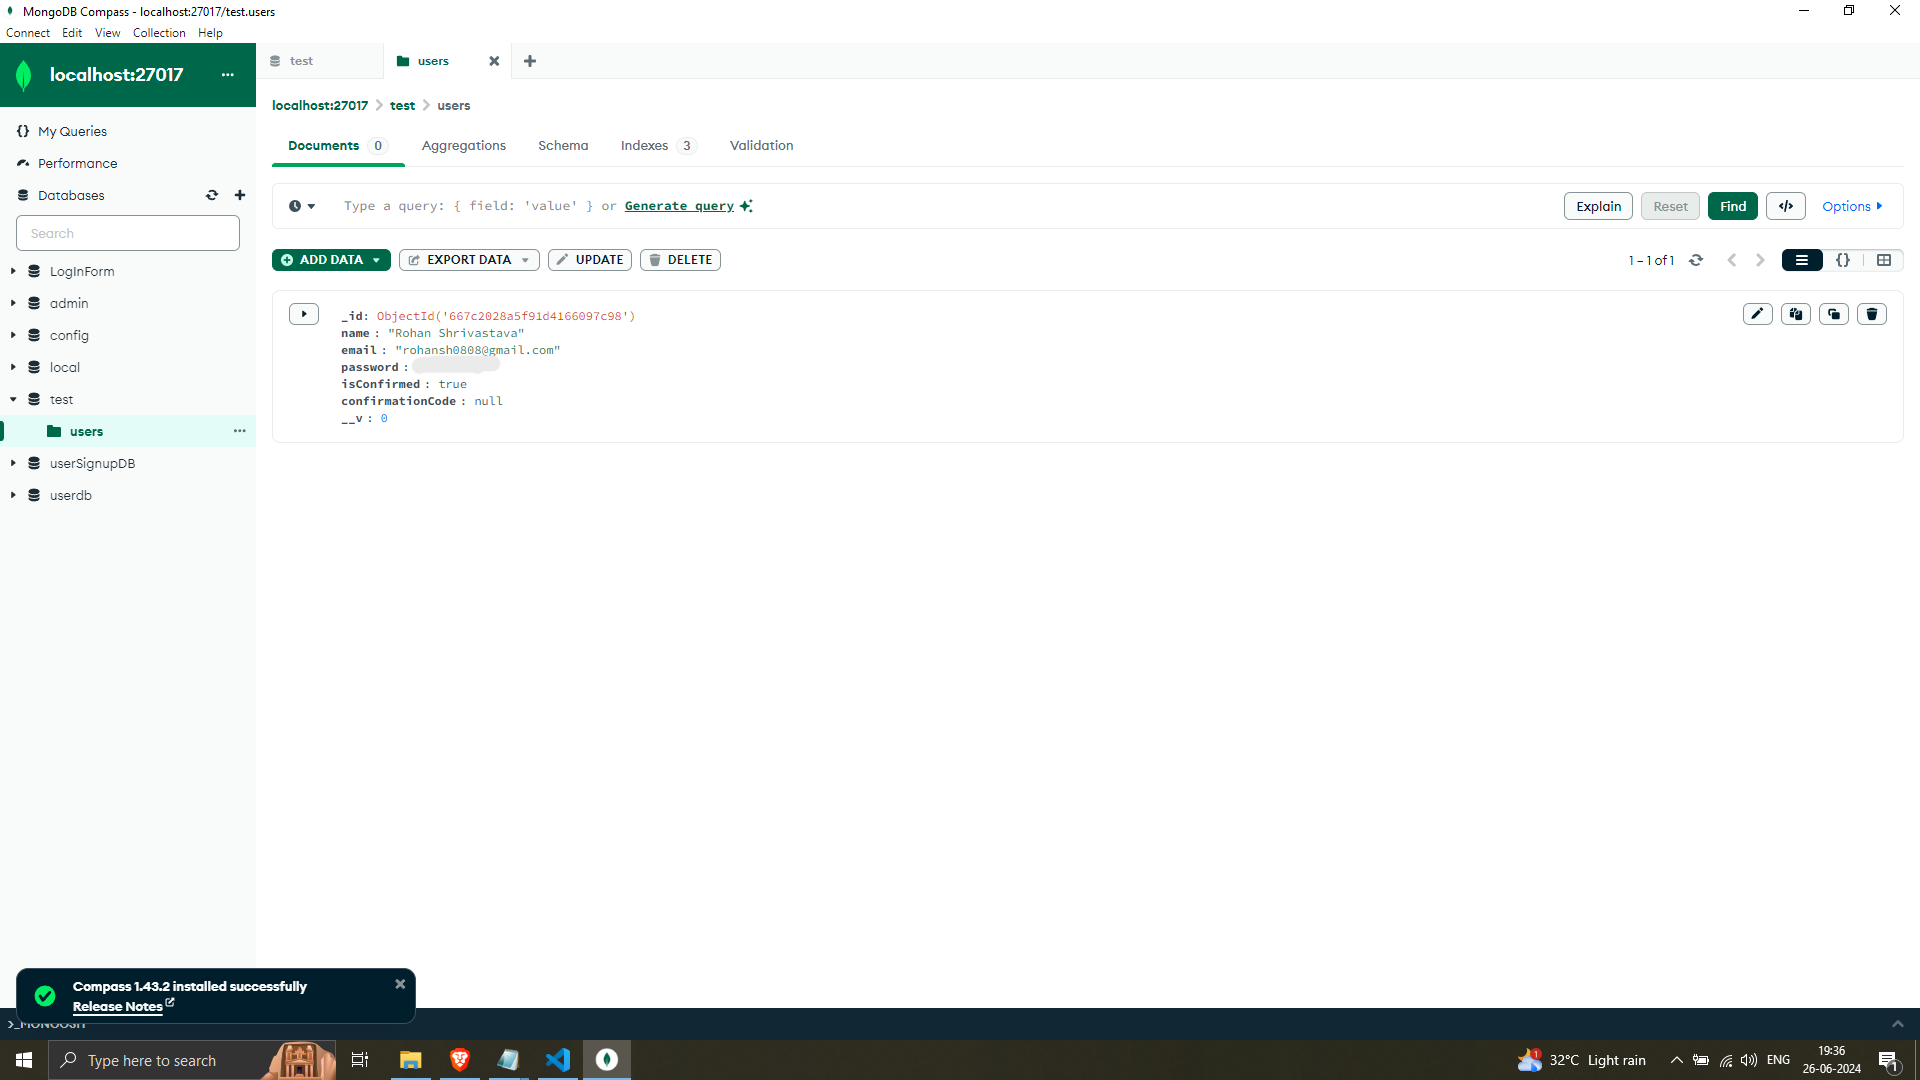 MongoDB Compass - localhost:27017/test.users
Connect Edit View Collection Help
localhost:27017
test
users
localhost:27017 > test > users
My Queries
Performance
Databases
Search
LogInForm
admin
config
local
test
users
userSignupDB
userdb
Documents 0 Aggregations Schema Indexes 3 Validation
Type a query: { field: 'value' } or Generate query
Explain Reset Find </> Options
ADD DATA EXPORT DATA UPDATE DELETE
1 – 1 of 1 {}
_id: ObjectId('667c2028a5f91d4166097c98')
name : "Rohan Shrivastava"
email : "rohansh0808@gmail.com"
password :
isConfirmed : true
confirmationCode : null
__v : 0
Compass 1.43.2 installed successfully
Release Notes
>_MONGOSH
Type here to search
1
32°C Light rain
ENG
19:36
26-06-2024
1